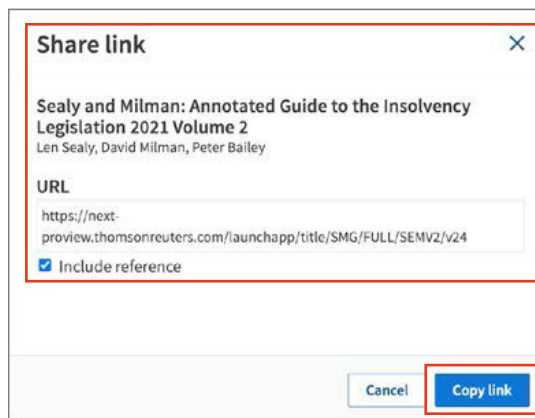 Share link
Sealy and Milman: Annotated Guide to the Insolvency
Legislation 2021 Volume 2
Len Sealy, David Milman, Peter Bailey
URL
https://next-
proview.thomsonreuters.com/launchapp/title/SMG/FULL/SEMV2/v24
Include reference
Cancel Copy link